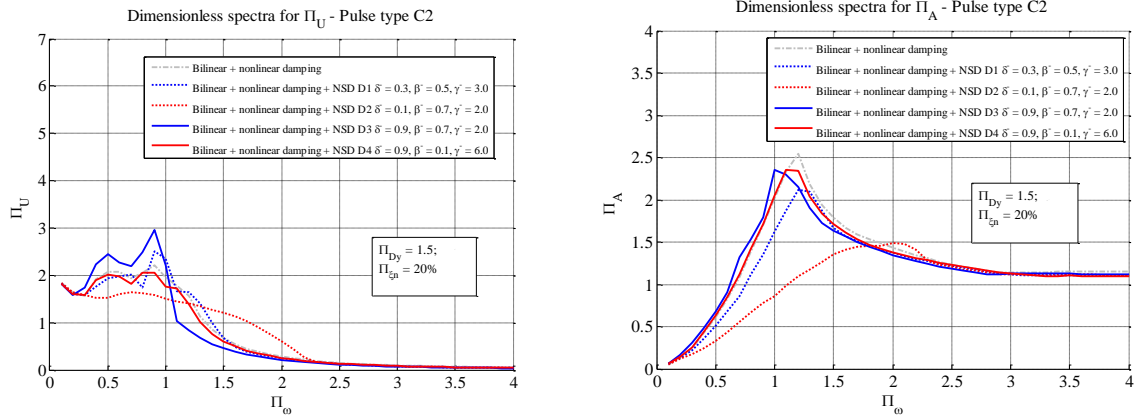 Dimensionless spectra for Π_U - Pulse type C2
7
6
5
4
3
2
1
0
0
0.5
1
1.5
2
2.5
3
3.5
4
Π_U
Π_ω
Bilinear + nonlinear damping
Bilinear + nonlinear damping + NSD D1 δ⁻ = 0.3, β⁻ = 0.5, γ⁻ = 3.0
Bilinear + nonlinear damping + NSD D2 δ⁻ = 0.1, β⁻ = 0.7, γ⁻ = 2.0
Bilinear + nonlinear damping + NSD D3 δ⁻ = 0.9, β⁻ = 0.7, γ⁻ = 2.0
Bilinear + nonlinear damping + NSD D4 δ⁻ = 0.9, β⁻ = 0.1, γ⁻ = 6.0
Π_Dy = 1.5;
Π_ξn = 20%
Dimensionless spectra for Π_A - Pulse type C2
4
3.5
3
2.5
2
1.5
1
0.5
0
0
0.5
1
1.5
2
2.5
3
3.5
4
Π_A
Π_ω
Bilinear + nonlinear damping
Bilinear + nonlinear damping + NSD D1 δ⁻ = 0.3, β⁻ = 0.5, γ⁻ = 3.0
Bilinear + nonlinear damping + NSD D2 δ⁻ = 0.1, β⁻ = 0.7, γ⁻ = 2.0
Bilinear + nonlinear damping + NSD D3 δ⁻ = 0.9, β⁻ = 0.7, γ⁻ = 2.0
Bilinear + nonlinear damping + NSD D4 δ⁻ = 0.9, β⁻ = 0.1, γ⁻ = 6.0
Π_Dy = 1.5;
Π_ξn = 20%